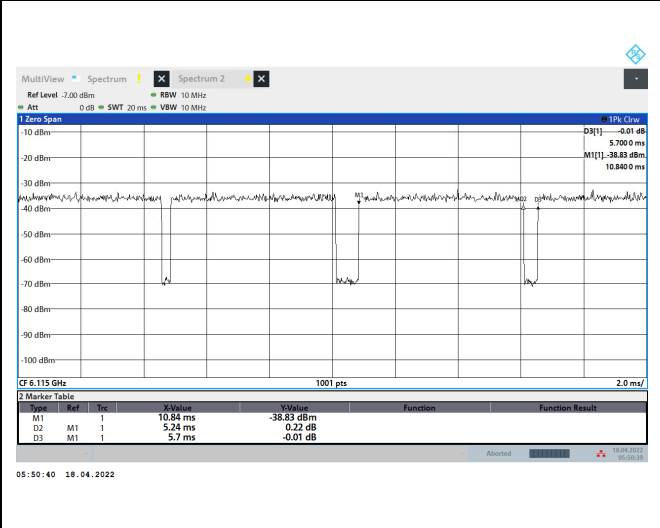 MultiView Spectrum ! X Spectrum 2 X
Ref Level -7.00 dBm RBW 10 MHz
Att 0 dB SWT 20 ms VBW 10 MHz
1 Zero Span 1Pk Clrw
D3[1] -0.01 dB
5.700 0 ms
M1[1] -38.83 dBm
10.840 0 ms
-10 dBm
-20 dBm
-30 dBm
M1
D2 D3
-40 dBm
-50 dBm
-60 dBm
-70 dBm
-80 dBm
-90 dBm
-100 dBm
CF 6.115 GHz 1001 pts 2.0 ms/
2 Marker Table
Type Ref Trc X-Value Y-Value Function Function Result
M1 1 10.84 ms -38.83 dBm
D2 M1 1 5.24 ms 0.22 dB
D3 M1 1 5.7 ms -0.01 dB
Aborted 18.04.2022
05:50:39
05:50:40 18.04.2022